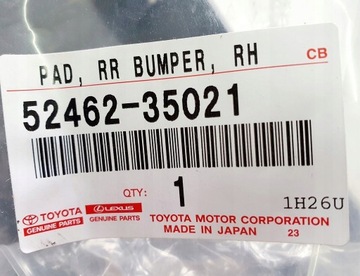 PAD, RR BUMPER, RH CB
52462-35021
QTY: 1 1H26U
TOYOTA LEXUS
GENUINE PARTS GENUINE PARTS
TOYOTA MOTOR CORPORATION
MADE IN JAPAN 23